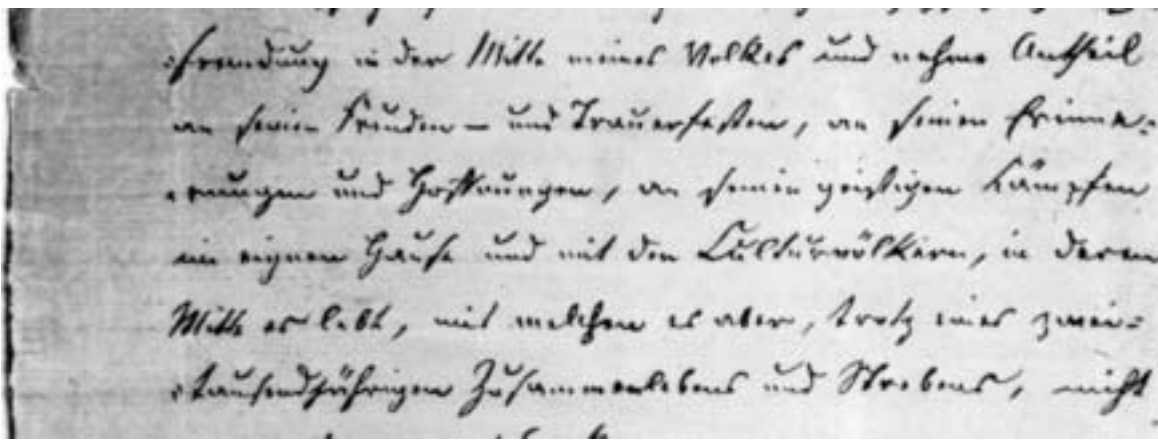 in der Mitte meines Volkes und nehme Antheil
an seinen Freuden- und Trauerfesten, an seinen Erinne=
=rungen und Hoffnungen, an seinen geistigen Kämpfen
im eignen Hause und mit den Culturvölkern, in deren
Mitte es lebt, mit welchen es aber, trotz eines zwei=
=tausendjährigen Zusammenlebens und Strebens, nicht